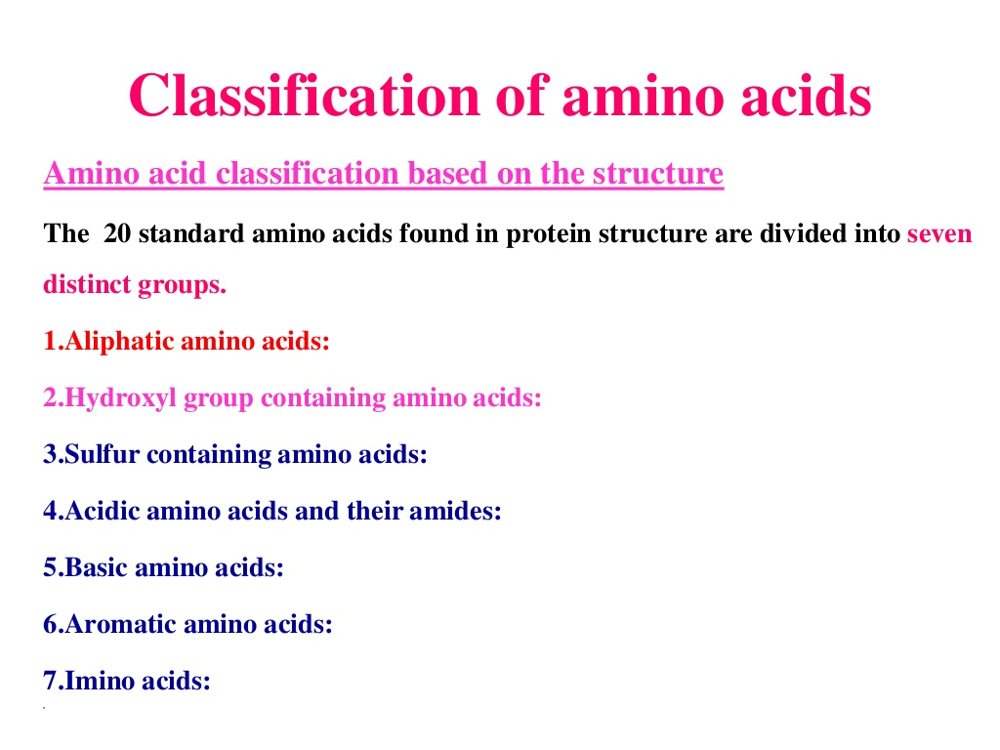 Classification of amino acids
Amino acid classification based on the structure
The  20 standard amino acids found in protein structure are divided into seven
distinct groups.
1.Aliphatic amino acids:
2.Hydroxyl group containing amino acids:
3.Sulfur containing amino acids:
4.Acidic amino acids and their amides:
5.Basic amino acids:
6.Aromatic amino acids:
7.Imino acids:
.